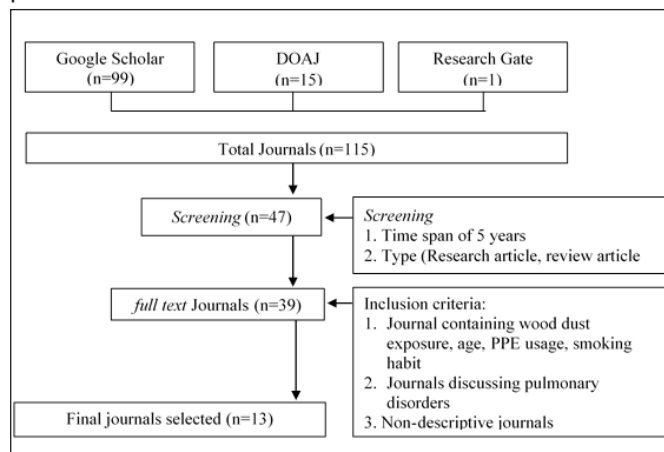 Google Scholar
(n=99)
DOAJ
(n=15)
Research Gate
(n=1)
Total Journals (n=115)
Screening (n=47)
Screening
1. Time span of 5 years
2. Type (Research article, review article
full text Journals (n=39)
Inclusion criteria:
1. Journal containing wood dust
exposure, age, PPE usage, smoking
habit
2. Journals discussing pulmonary
disorders
3. Non-descriptive journals
Final journals selected (n=13)